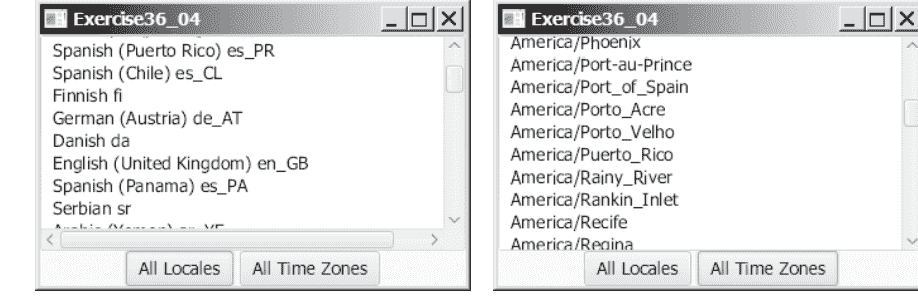 Exercise36_04
Spanish (Puerto Rico) es_PR
Spanish (Chile) es_CL
Finnish fi
German (Austria) de_AT
Danish da
English (United Kingdom) en_GB
Spanish (Panama) es_PA
Serbian sr
Arabic (Yemen) ar_YE
All Locales All Time Zones
Exercise36_04
America/Phoenix
America/Port-au-Prince
America/Port_of_Spain
America/Porto_Acre
America/Porto_Velho
America/Puerto_Rico
America/Rainy_River
America/Rankin_Inlet
America/Recife
America/Regina
All Locales All Time Zones